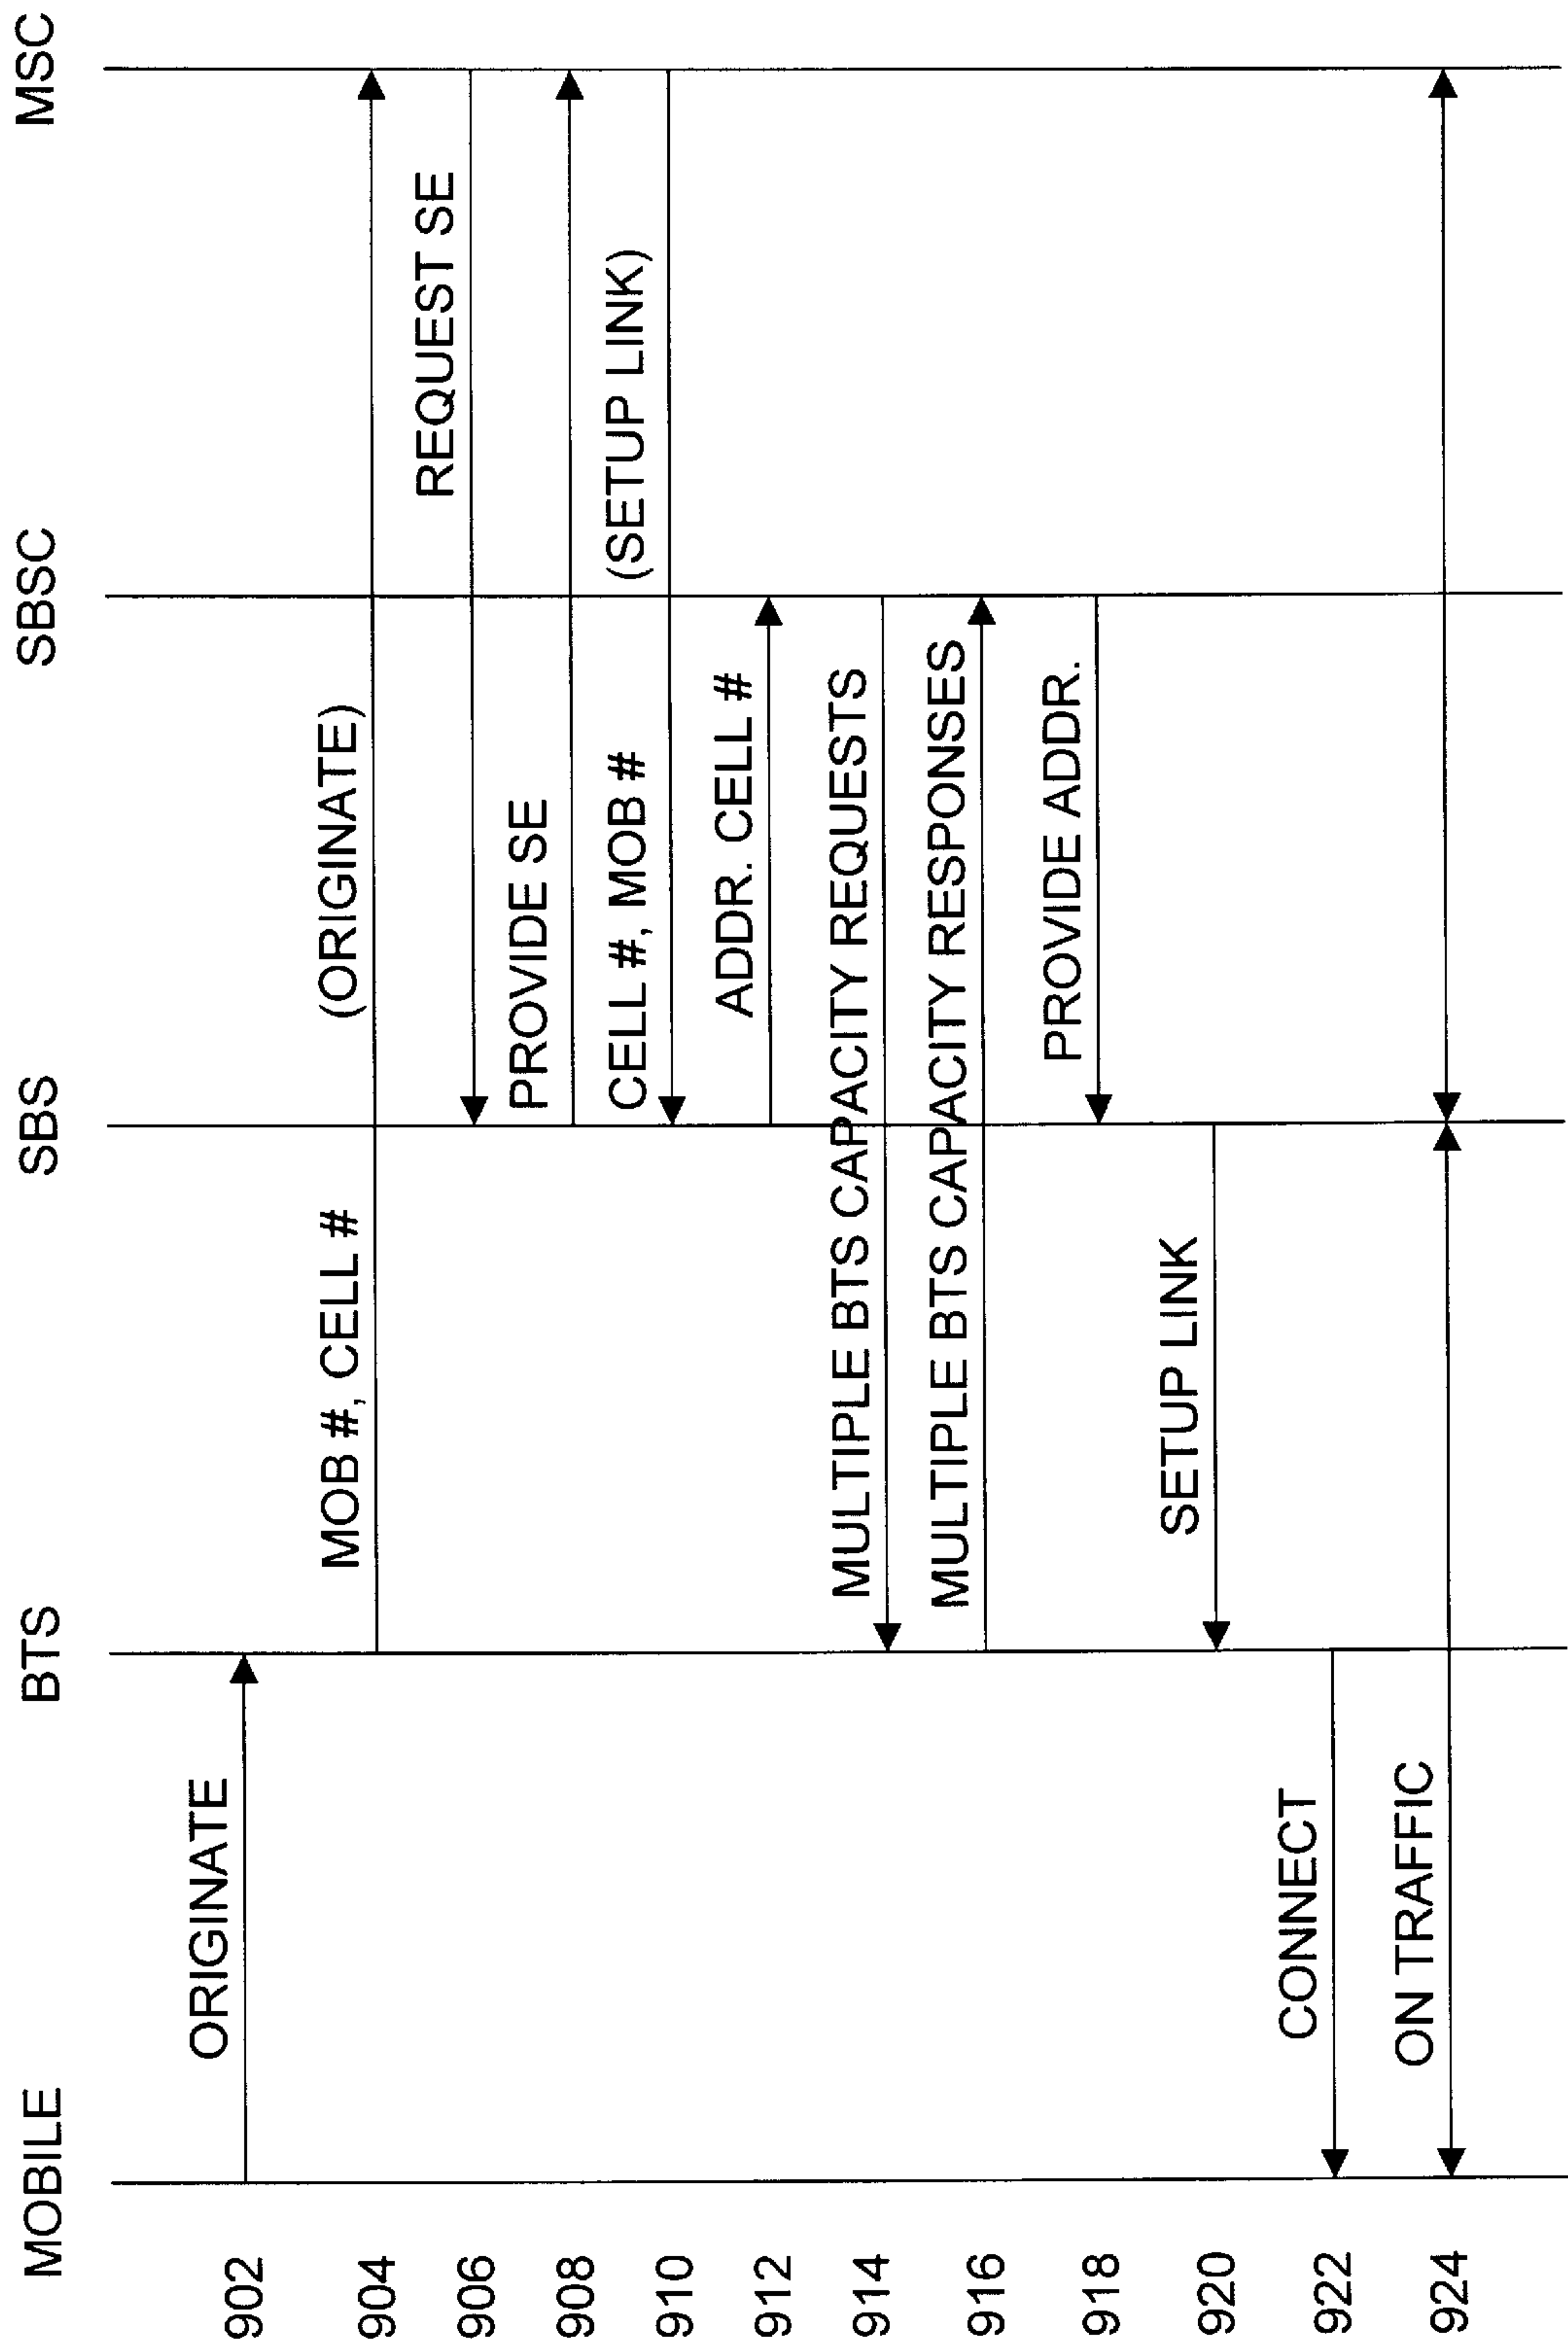 MOBILE BTS SBS SBSC MSC
902 ORIGINATE
904 MOB #, CELL # (ORIGINATE)
906 REQUEST SE
908 PROVIDE SE
910 CELL #, MOB # (SETUP LINK)
912 ADDR. CELL #
914 MULTIPLE BTS CAPACITY REQUESTS
916 MULTIPLE BTS CAPACITY RESPONSES
918 PROVIDE ADDR.
920 SETUP LINK
922 CONNECT
924 ON TRAFFIC